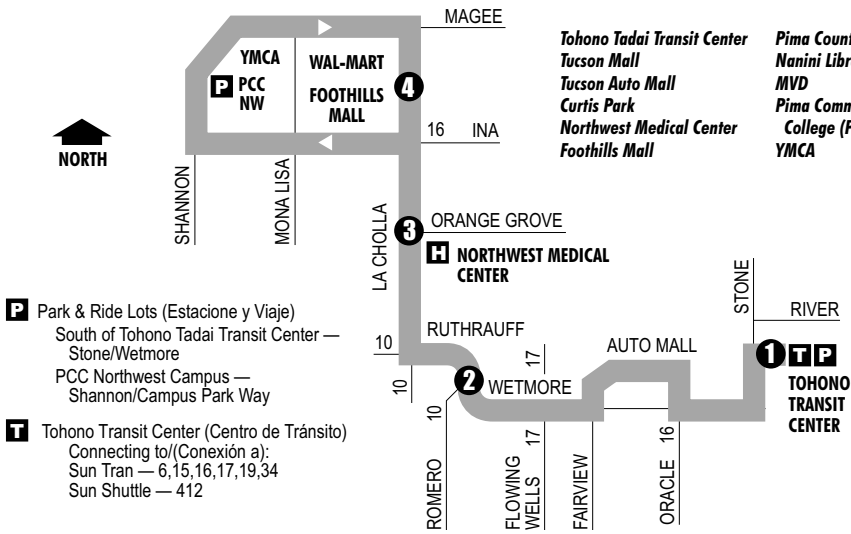 MAGEE
YMCA
P PCC
NW
WAL-MART
FOOTHILLS
MALL
4
16 INA
NORTH
SHANNON
MONA LISA
LA CHOLLA
3
ORANGE GROVE
H NORTHWEST MEDICAL
CENTER
Tohono Tadai Transit Center
Tucson Mall
Tucson Auto Mall
Curtis Park
Northwest Medical Center
Foothills Mall
Pima Coun
Nanini Libr
MVD
Pima Comm
College (P
YMCA
10
10
RUTHRAUFF
2
WETMORE
17
AUTO MALL
STONE
RIVER
1 T P
TOHONO
TRANSIT
CENTER
10
ROMERO
17
FLOWING
WELLS
FAIRVIEW
16
ORACLE
P Park & Ride Lots (Estacione y Viaje)
South of Tohono Tadai Transit Center —
Stone/Wetmore
PCC Northwest Campus —
Shannon/Campus Park Way
T Tohono Transit Center (Centro de Tránsito)
Connecting to/(Conexión a):
Sun Tran — 6,15,16,17,19,34
Sun Shuttle — 412